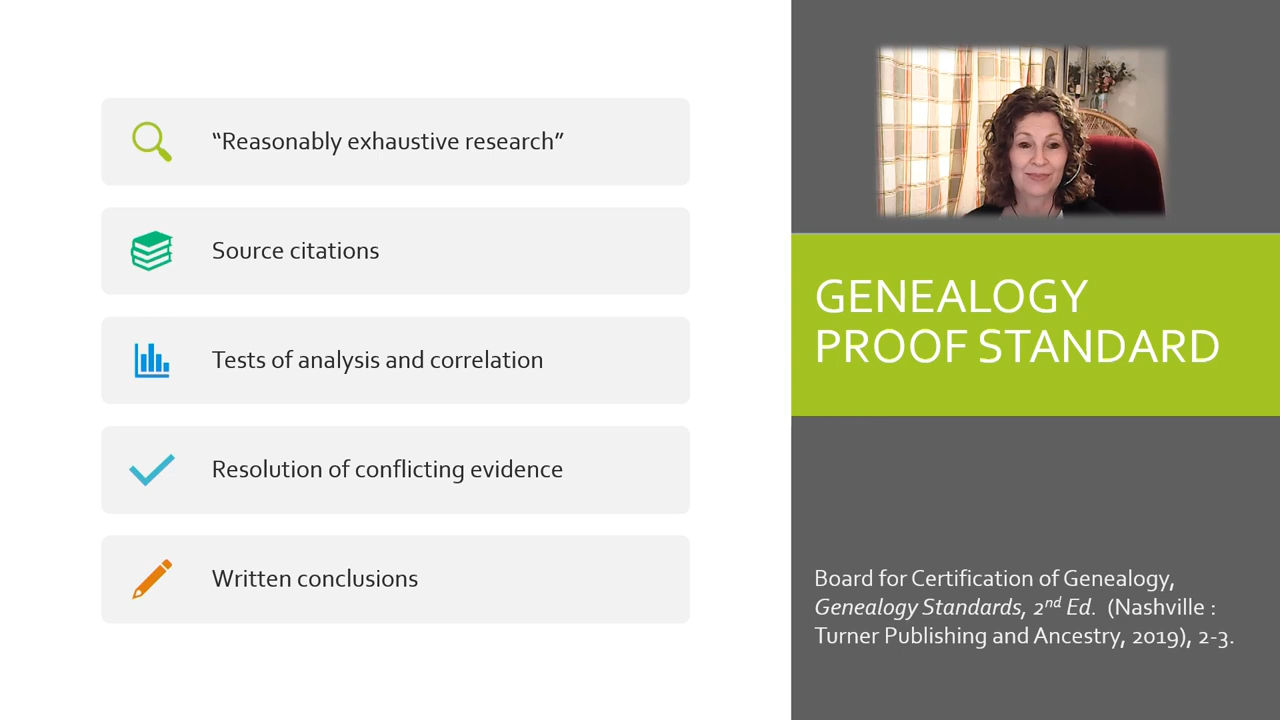 “Reasonably exhaustive research”
Source citations
Tests of analysis and correlation
Resolution of conflicting evidence
Written conclusions
GENEALOGY
PROOF STANDARD
Board for Certification of Genealogy,
Genealogy Standards, 2nd Ed. (Nashville :
Turner Publishing and Ancestry, 2019), 2-3.